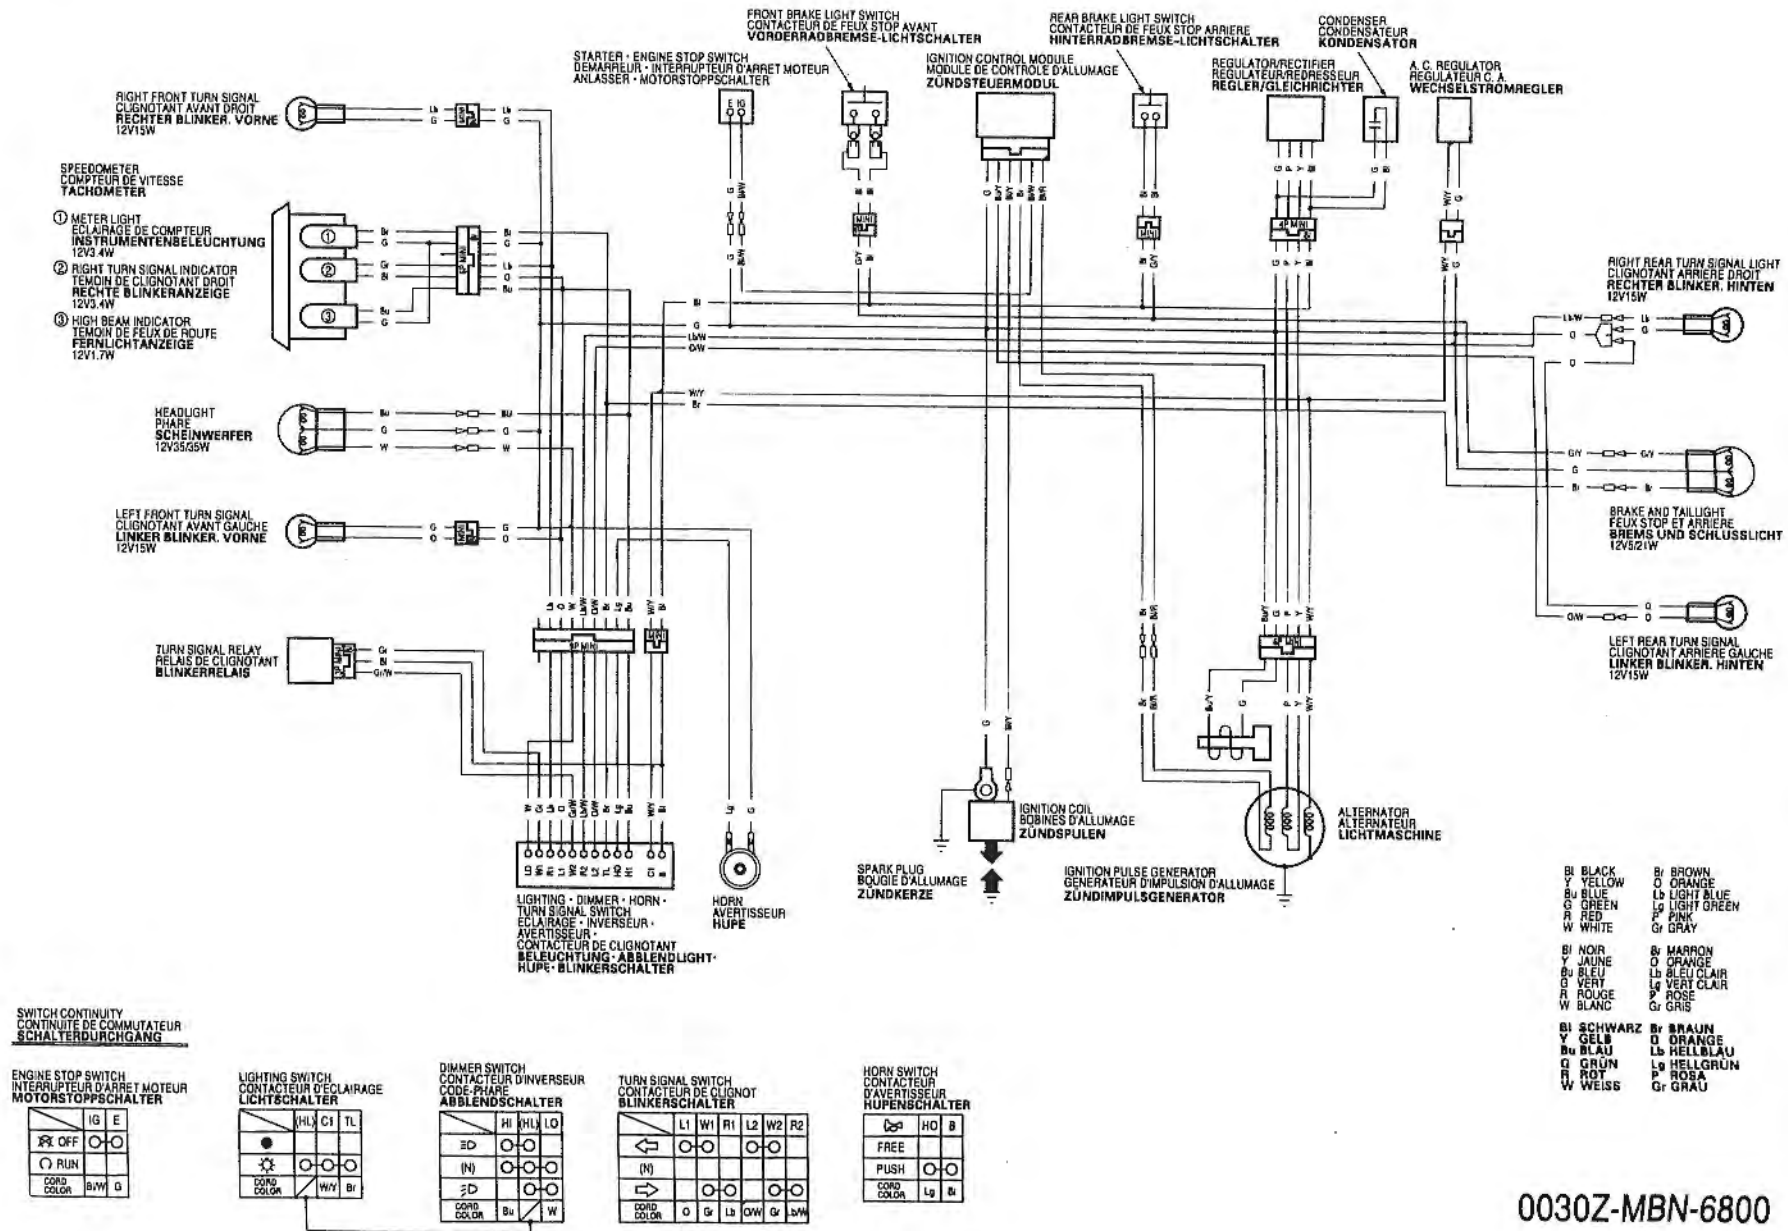 FRONT BRAKE LIGHT SWITCH
CONTACTEUR DE FEUX STOP AVANT
VORDERRADBREMSE-LICHTSCHALTER
REAR BRAKE LIGHT SWITCH
CONTACTEUR DE FEUX STOP ARRIERE
HINTERRADBREMSE-LICHTSCHALTER
CONDENSER
CONDENSATEUR
KONDENSATOR
STARTER · ENGINE STOP SWITCH
DEMARREUR · INTERRUPTEUR D'ARRET MOTEUR
ANLASSER · MOTORSTOPPSCHALTER
IGNITION CONTROL MODULE
MODULE DE CONTROLE D'ALLUMAGE
ZÜNDSTEUERMODUL
REGULATOR/RECTIFIER
REGULATEUR/REDRESSEUR
REGLER/GLEICHRICHTER
A. C. REGULATOR
REGULATEUR C. A.
WECHSELSTROMREGLER
RIGHT FRONT TURN SIGNAL
CLIGNOTANT AVANT DROIT
RECHTER BLINKER. VORNE
12V15W
SPEEDOMETER
COMPTEUR DE VITESSE
TACHOMETER
① METER LIGHT
ECLAIRAGE DE COMPTEUR
INSTRUMENTENBELEUCHTUNG
12V3.4W
② RIGHT TURN SIGNAL INDICATOR
TEMOIN DE CLIGNOTANT DROIT
RECHTE BLINKERANZEIGE
12V3.4W
③ HIGH BEAM INDICATOR
TEMOIN DE FEUX DE ROUTE
FERNLICHTANZEIGE
12V1.7W
HEADLIGHT
PHARE
SCHEINWERFER
12V35/35W
LEFT FRONT TURN SIGNAL
CLIGNOTANT AVANT GAUCHE
LINKER BLINKER. VORNE
12V15W
TURN SIGNAL RELAY
RELAIS DE CLIGNOTANT
BLINKERRELAIS
RIGHT REAR TURN SIGNAL LIGHT
CLIGNOTANT ARRIERE DROIT
RECHTER BLINKER. HINTEN
12V15W
BRAKE AND TAILLIGHT
FEUX STOP ET ARRIERE
BREMS UND SCHLUSSLICHT
12V5/21W
LEFT REAR TURN SIGNAL
CLIGNOTANT ARRIERE GAUCHE
LINKER BLINKER. HINTEN
12V15W
LIGHTING · DIMMER · HORN ·
TURN SIGNAL SWITCH
ECLAIRAGE · INVERSEUR ·
AVERTISSEUR ·
CONTACTEUR DE CLIGNOTANT
BELEUCHTUNG · ABBLENDLIGHT ·
HUPE · BLINKERSCHALTER
HORN
AVERTISSEUR
HUPE
IGNITION COIL
BOBINES D'ALLUMAGE
ZÜNDSPULEN
SPARK PLUG
BOUGIE D'ALLUMAGE
ZÜNDKERZE
IGNITION PULSE GENERATOR
GENERATEUR D'IMPULSION D'ALLUMAGE
ZÜNDIMPULSGENERATOR
ALTERNATOR
ALTERNATEUR
LICHTMASCHINE
Bl BLACK Br BROWN
Y YELLOW O ORANGE
Bu BLUE Lb LIGHT BLUE
G GREEN Lg LIGHT GREEN
R RED P PINK
W WHITE Gr GRAY
Bl NOIR Br MARRON
Y JAUNE O ORANGE
Bu BLEU Lb BLEU CLAIR
G VERT Lg VERT CLAIR
R ROUGE P ROSE
W BLANC Gr GRIS
Bl SCHWARZ Br BRAUN
Y GELB O ORANGE
Bu BLAU Lb HELLBLAU
G GRÜN Lg HELLGRÜN
R ROT P ROSA
W WEISS Gr GRAU
SWITCH CONTINUITY
CONTINUITE DE COMMUTATEUR
SCHALTERDURCHGANG
ENGINE STOP SWITCH
INTERRUPTEUR D'ARRET MOTEUR
MOTORSTOPPSCHALTER
IG E
OFF
RUN
CORD COLOR Bl/W G
LIGHTING SWITCH
CONTACTEUR D'ECLAIRAGE
LICHTSCHALTER
(HL) C1 TL
CORD COLOR W/Y Br
DIMMER SWITCH
CONTACTEUR D'INVERSEUR
CODE-PHARE
ABBLENDSCHALTER
HI (HL) LO
(N)
CORD COLOR Bu W
TURN SIGNAL SWITCH
CONTACTEUR DE CLIGNOT
BLINKERSCHALTER
L1 W1 R1 L2 W2 R2
(N)
CORD COLOR O Gr Lb O/W Gr Lb/W
HORN SWITCH
CONTACTEUR
D'AVERTISSEUR
HUPENSCHALTER
HO B
FREE
PUSH
CORD COLOR Lg Bl
0030Z-MBN-6800